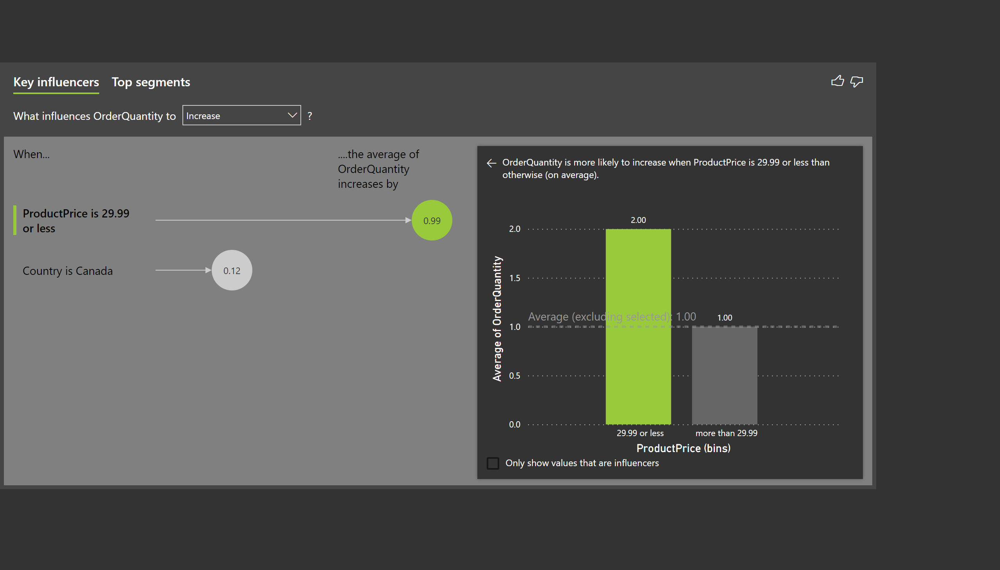 Key influencers
Top segments
What influences OrderQuantity to
Increase
?
When...
....the average of
OrderQuantity
increases by
ProductPrice is 29.99
or less
0.99
Country is Canada
0.12
OrderQuantity is more likely to increase when ProductPrice is 29.99 or less than
otherwise (on average).
Average of OrderQuantity
2.0
1.5
1.0
0.5
0.0
2.00
Average (excluding selected): 1.00
1.00
29.99 or less
more than 29.99
ProductPrice (bins)
Only show values that are influencers